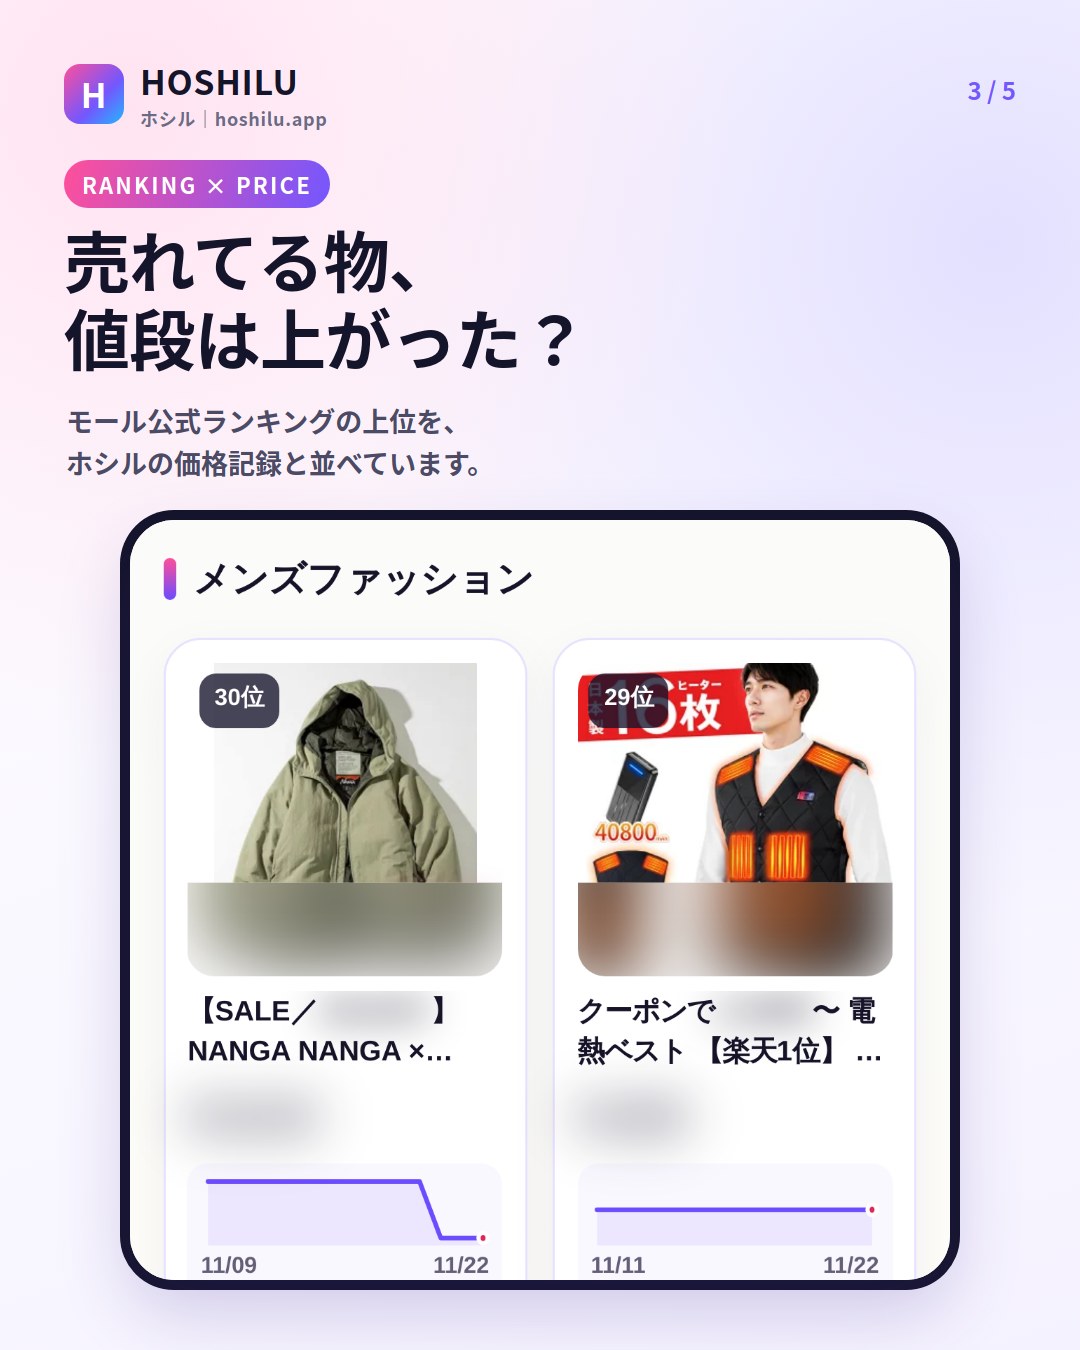 H
HOSHILU
ホシル｜hoshilu.app
3 / 5
RANKING × PRICE
売れてる物、
値段は上がった？
モール公式ランキングの上位を、
ホシルの価格記録と並べています。
メンズファッション
30位
29位
日本製
16枚
ヒーター
40800
【SALE／ 】
NANGA NANGA ×…
クーポンで 〜 電
熱ベスト 【楽天1位】 …
11/09
11/22
11/11
11/22